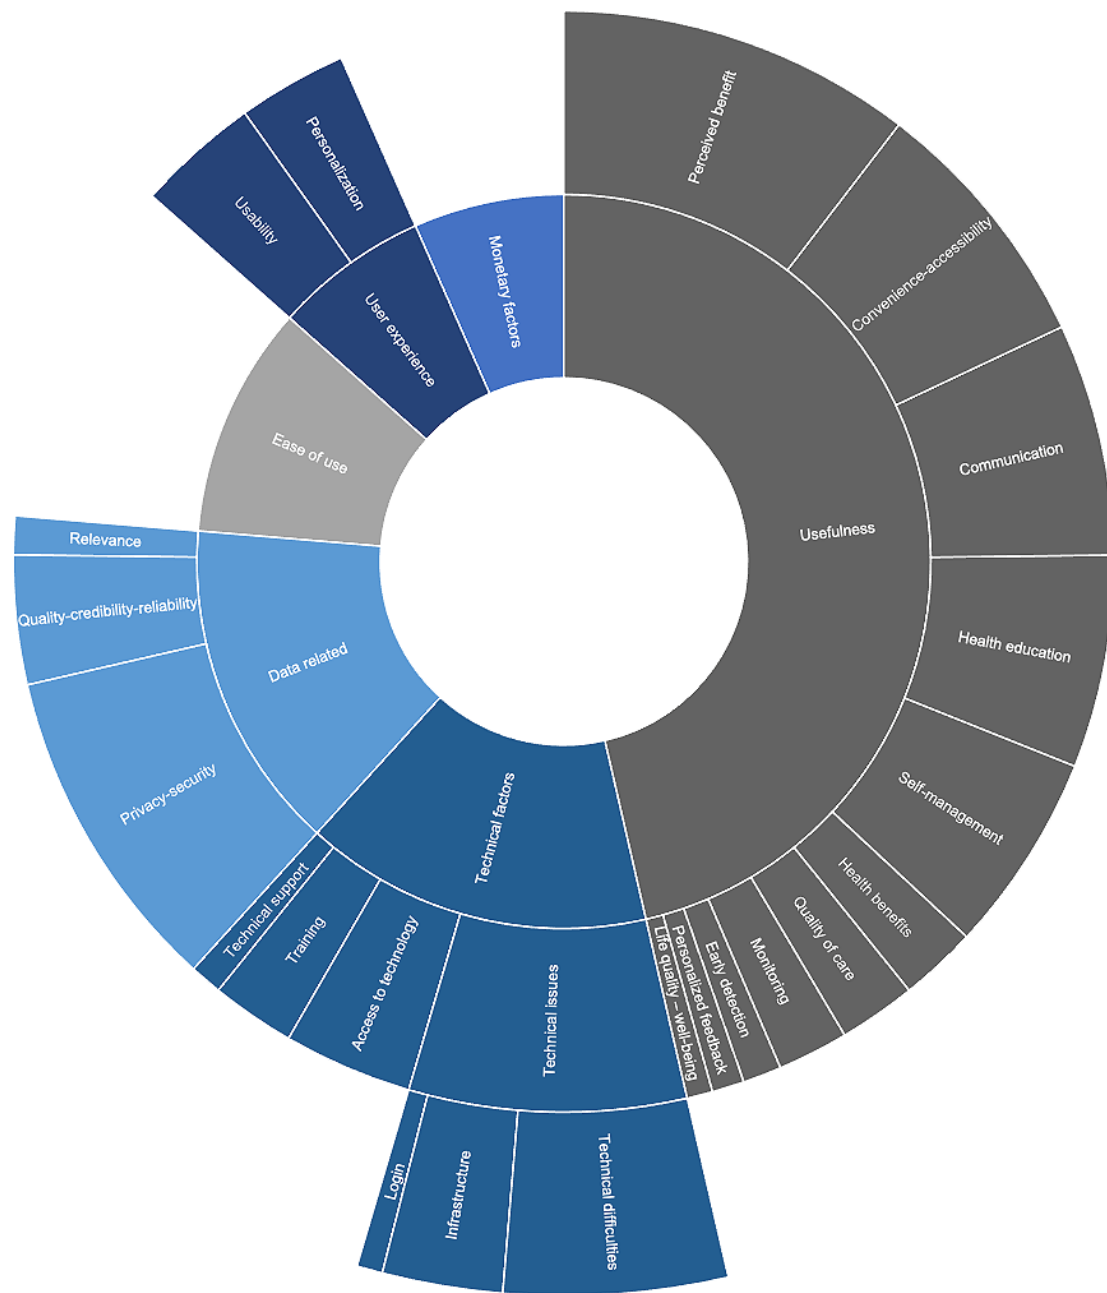 Perceived benefit
Convenience-accessibility
Communication
Health education
Self-management
Health benefits
Quality of care
Monitoring
Early detection
Personalized feedback
Life quality – well-being
Usefulness
Technical factors
Technical issues
Technical difficulties
Infrastructure
Login
Access to technology
Training
Technical support
Data related
Privacy-security
Quality-credibility-reliability
Relevance
Ease of use
User experience
Usability
Personalization
Monetary factors